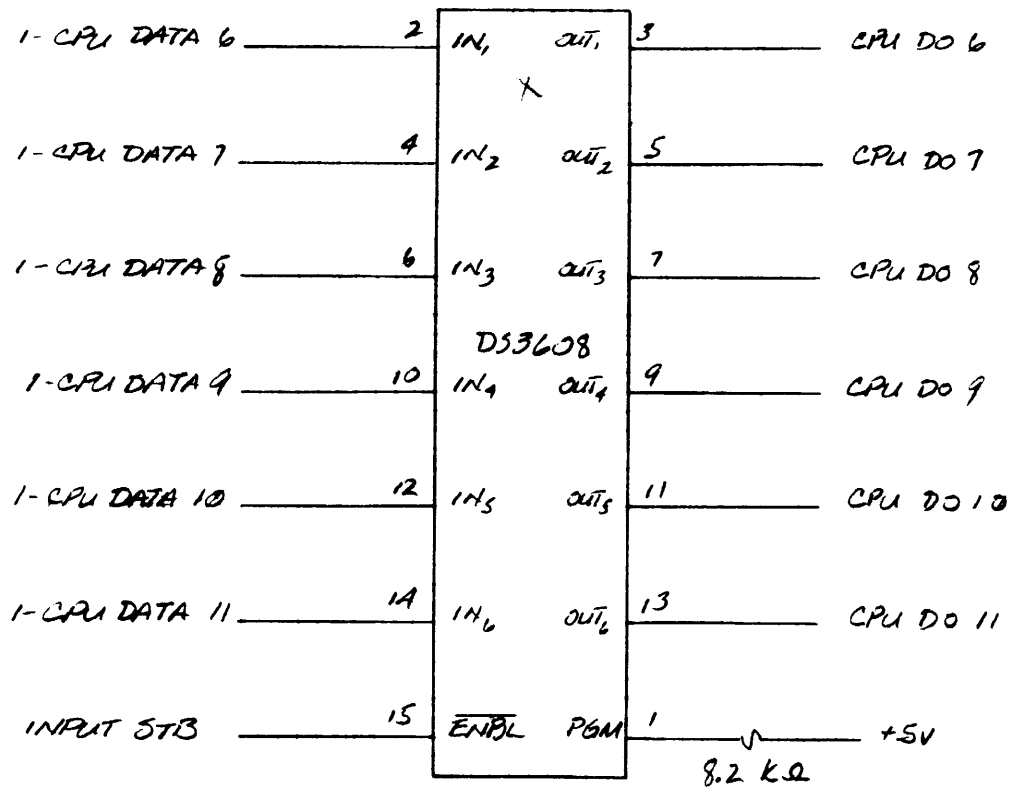 1-CPU DATA 6 2 IN1 OUT1 3 CPU DO 6
X
1-CPU DATA 7 4 IN2 OUT2 5 CPU DO 7
1-CPU DATA 8 6 IN3 OUT3 7 CPU DO 8
DS3608
1-CPU DATA 9 10 IN4 OUT4 9 CPU DO 9
1-CPU DATA 10 12 IN5 OUT5 11 CPU DO 10
1-CPU DATA 11 14 IN6 OUT6 13 CPU DO 11
INPUT STB 15 ENBL PGM 1 +5V
8.2 KΩ